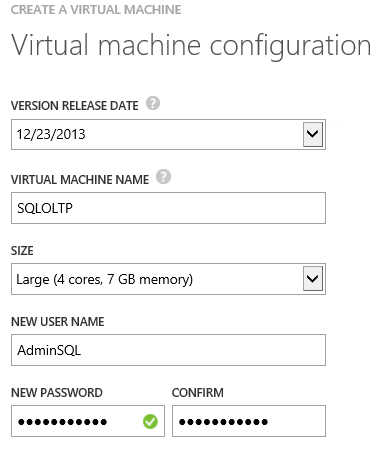 CREATE A VIRTUAL MACHINE
Virtual machine configuration
VERSION RELEASE DATE ?
12/23/2013
VIRTUAL MACHINE NAME ?
SQLOLTP
SIZE
Large (4 cores, 7 GB memory)
NEW USER NAME
AdminSQL
NEW PASSWORD CONFIRM
••••••••••• •••••••••••